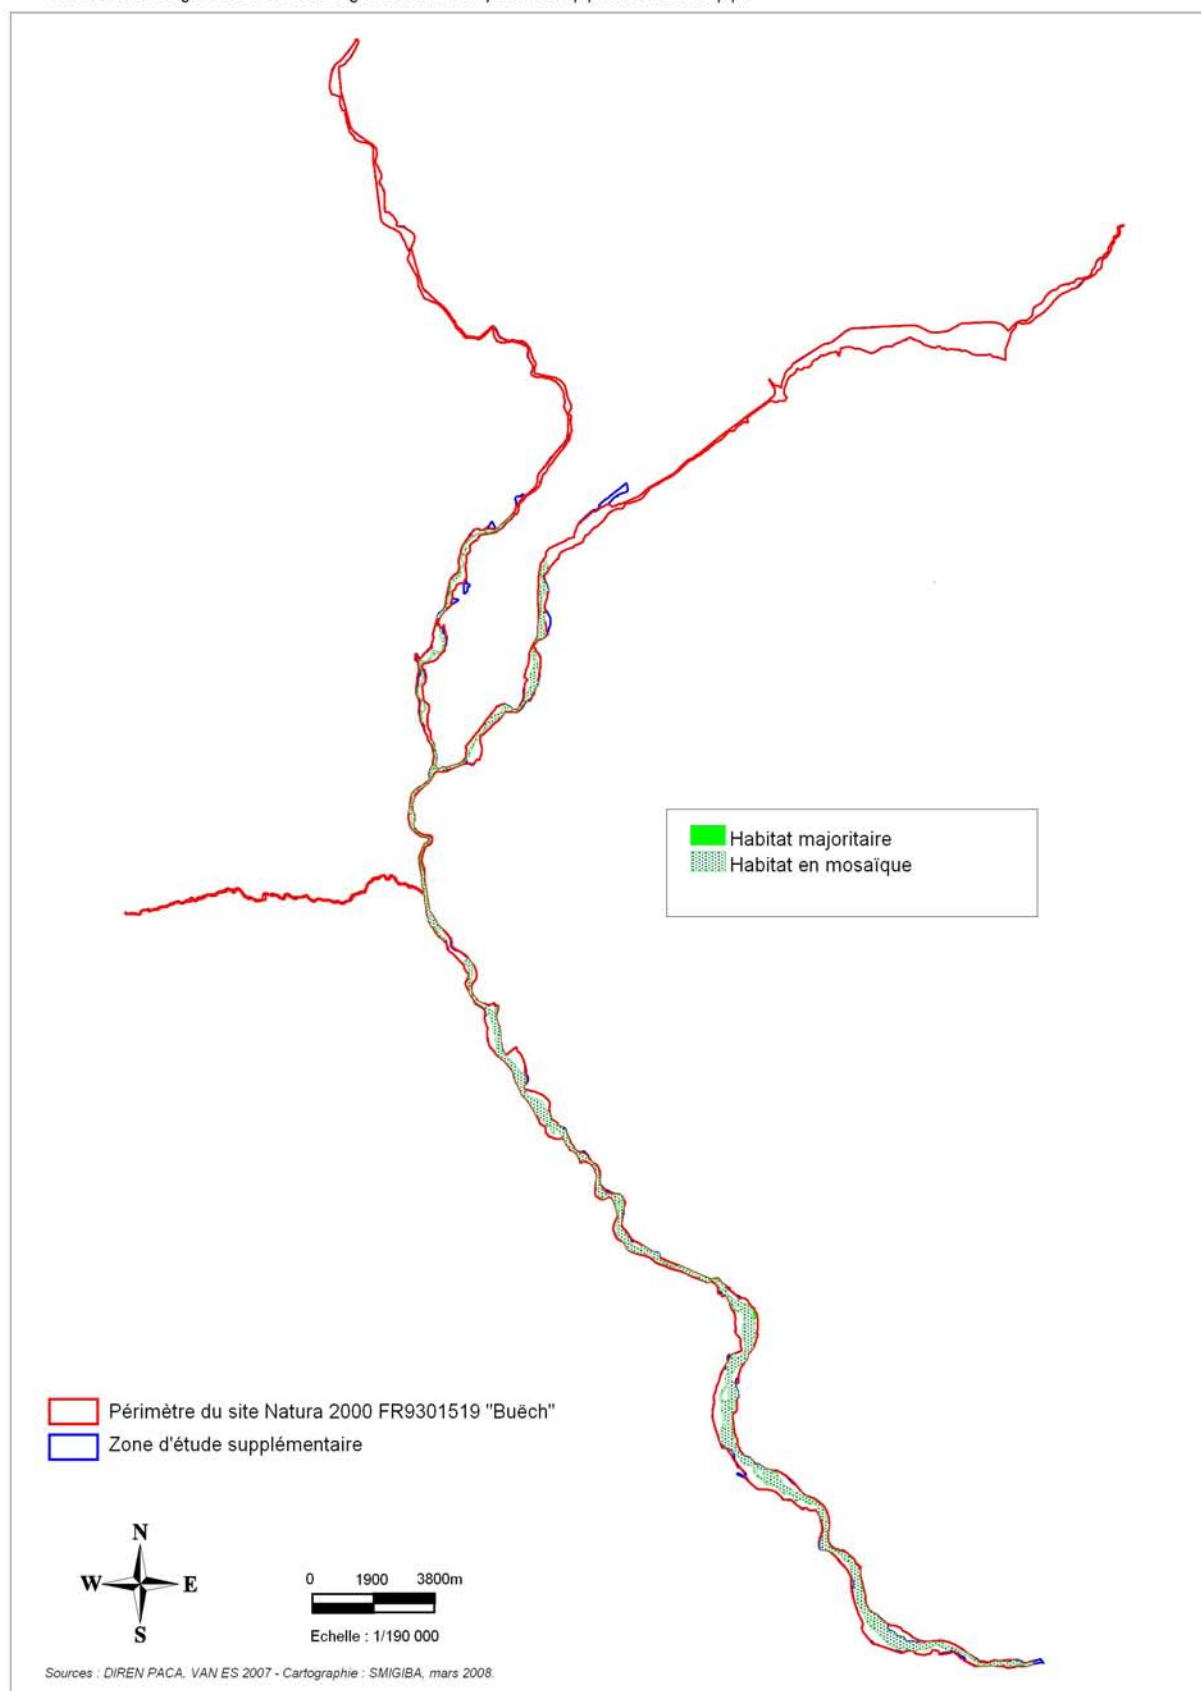 Habitat majoritaire
Habitat en mosaïque
Périmètre du site Natura 2000 FR9301519 "Buëch"
Zone d'étude supplémentaire
N
W E
S
0 1900 3800m
Echelle : 1/190 000
Sources : DIREN PACA, VAN ES 2007 - Cartographie : SMIGIBA, mars 2008.